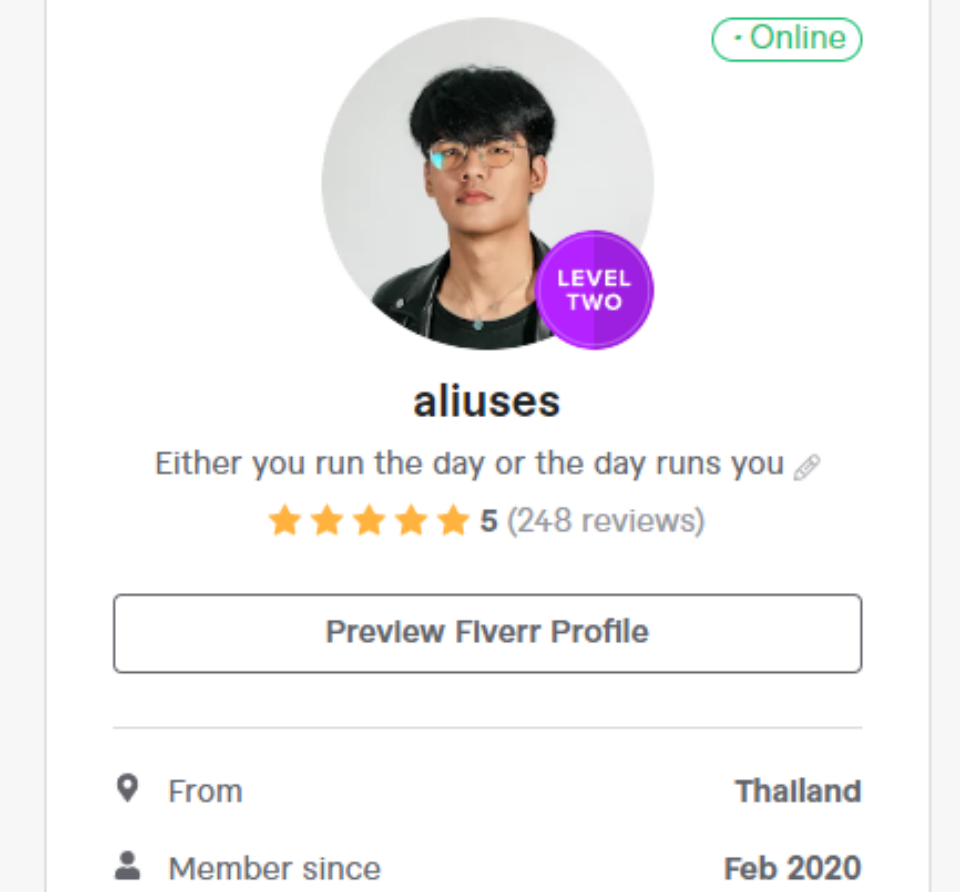 · Online
LEVEL
TWO
aliuses
Either you run the day or the day runs you
5 (248 reviews)
Preview Fiverr Profile
From Thailand
Member since Feb 2020